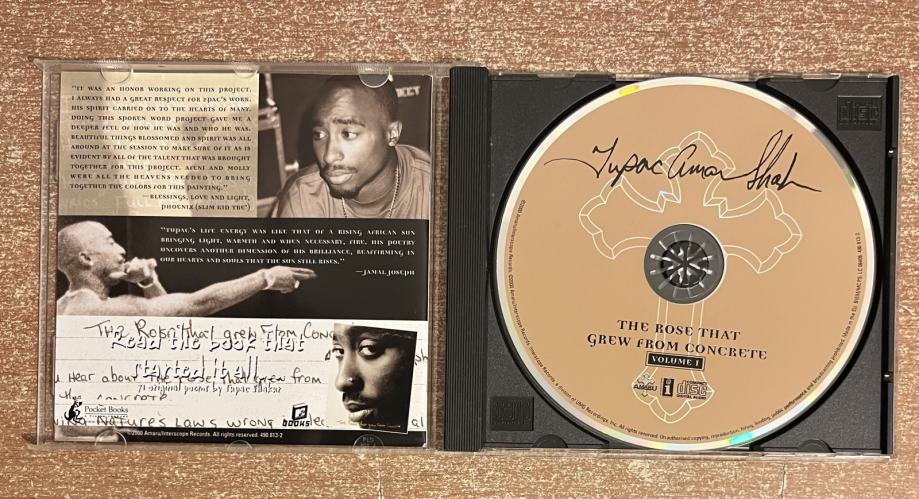 "IT WAS AN HONOR WORKING ON THIS PROJECT.
I ALWAYS HAD A GREAT RESPECT FOR 2PAC'S WORK.
HIS SPIRIT CARRIED ON TO THE HEARTS OF MANY.
DOING THIS SPOKEN WORD PROJECT GAVE ME A
DEEPER FEEL OF HOW HE WAS AND WHO HE WAS.
BEAUTIFUL THINGS BLOSSOMED AND SPIRIT WAS ALL
AROUND AT THE SESSION TO MAKE SURE OF IT AS IS
EVIDENT BY ALL OF THE TALENT THAT WAS BROUGHT
TOGETHER FOR THIS PROJECT. AFENI AND MOLLY
WERE ALL THE HEAVENS NEEDED TO BRING
TOGETHER THE COLORS FOR THIS PAINTING."
—BLESSINGS, LOVE AND LIGHT,
PHOENIX (SLIM KID TRE')
"TUPAC'S LIFE ENERGY WAS LIKE THAT OF A RISING AFRICAN SUN
BRINGING LIGHT, WARMTH AND WHEN NECESSARY, FIRE. HIS POETRY
UNCOVERS ANOTHER DIMENSION OF HIS BRILLIANCE, REAFFIRMING IN
OUR HEARTS AND SOULS THAT THE SUN STILL RISES."
—JAMAL JOSEPH
The Rose that grew From Conc
Read the book that
started it all
71 original poems by Tupac Shakur
hear about the rose that grew from
Natures Laws wrong
Pocket Books
BOOKS
©2000 Amaru/Interscope Records. All rights reserved. 490 813-2
Tupac Amaru Shakur
THE ROSE THAT
GREW FROM CONCRETE
VOLUME 1
AMARU
COMPACT
disc
DIGITAL AUDIO